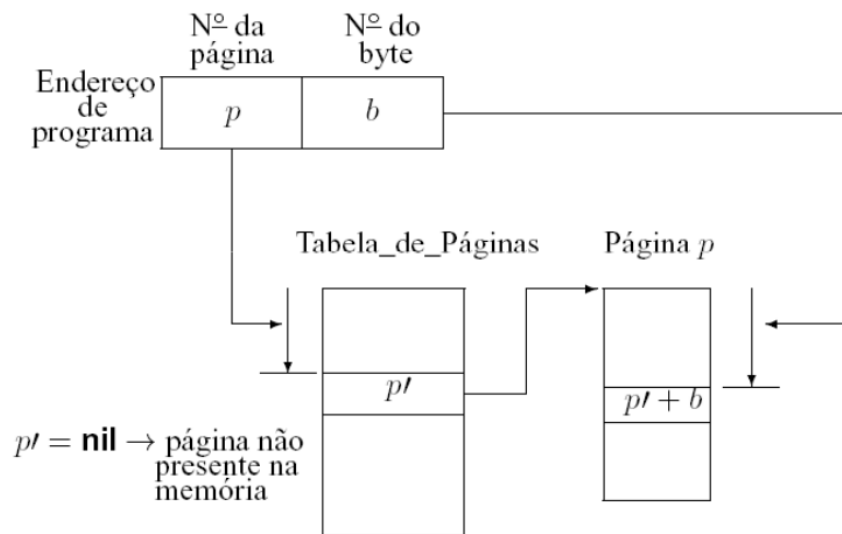 Nº da
página
Nº do
byte
Endereço
de
programa
p
b
Tabela_de_Páginas
Página p
p′
p′ + b
p′ = nil → página não
presente na
memória